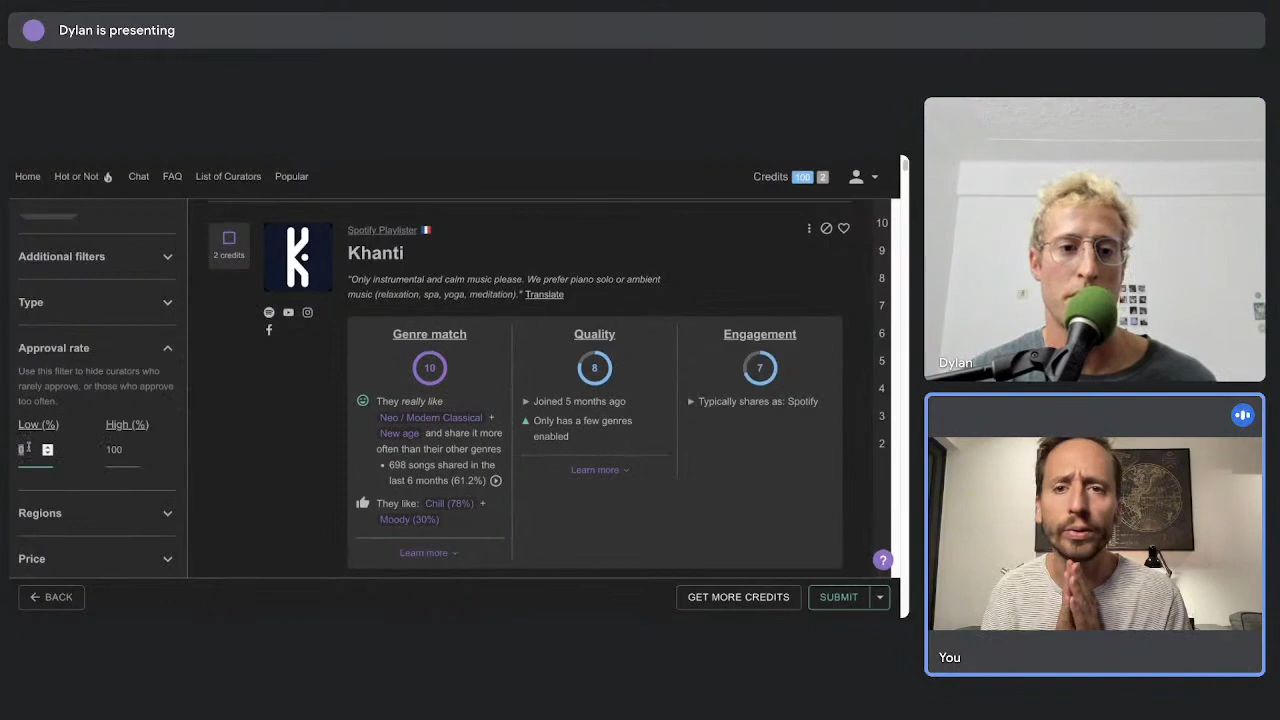 Dylan is presenting
Home Hot or Not Chat FAQ List of Curators Popular
Credits 100 2
Additional filters
Type
Approval rate
Use this filter to hide curators who
rarely approve, or those who approve
too often.
Low (%) High (%)
0 100
Regions
Price
2 credits
Spotify Playlister
Khanti
"Only instrumental and calm music please. We prefer piano solo or ambient
music (relaxation, spa, yoga, meditation)." Translate
Genre match
10
They really like
Neo / Modern Classical +
New age and share it more
often than their other genres
• 698 songs shared in the
last 6 months (61.2%)
They like: Chill (78%) +
Moody (30%)
Learn more
Quality
8
Joined 5 months ago
Only has a few genres
enabled
Learn more
Engagement
7
Typically shares as: Spotify
10
9
8
7
6
5
4
3
2
?
BACK
GET MORE CREDITS
SUBMIT
Dylan
You